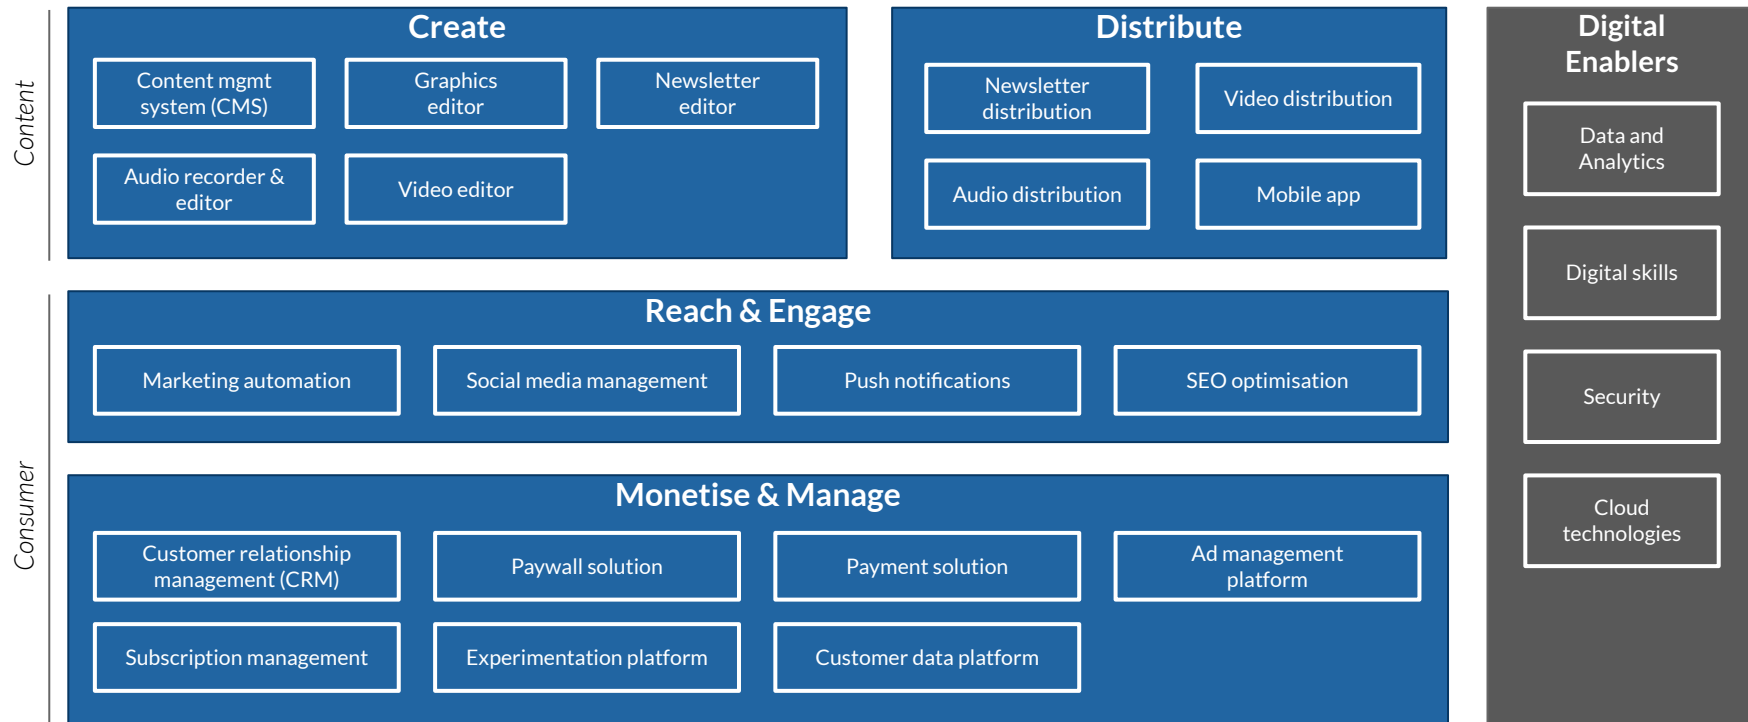 Content
Create
Content mgmt
system (CMS)
Graphics
editor
Newsletter
editor
Audio recorder &
editor
Video editor
Distribute
Newsletter
distribution
Video distribution
Audio distribution
Mobile app
Consumer
Reach & Engage
Marketing automation
Social media management
Push notifications
SEO optimisation
Monetise & Manage
Customer relationship
management (CRM)
Paywall solution
Payment solution
Ad management
platform
Subscription management
Experimentation platform
Customer data platform
Digital
Enablers
Data and
Analytics
Digital skills
Security
Cloud
technologies